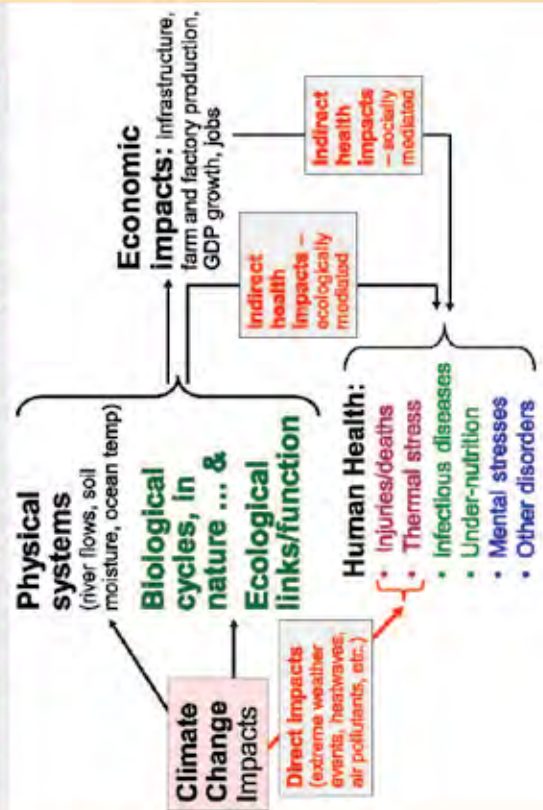 Climate
Change
Impacts
Physical
systems
(river flows, soil
moisture, ocean temp)
Biological
cycles, in
nature ... &
Ecological
links/function
Economic
impacts: infrastructure,
farm and factory production,
GDP growth, jobs
Direct impacts
(extreme weather
events, heatwaves,
air pollutants, etc.)
Indirect
health
impacts –
ecologically
mediated
Indirect
health
impacts
– socially
mediated
Human Health:
• Injuries/deaths
• Thermal stress
• Infectious diseases
• Under-nutrition
• Mental stresses
• Other disorders